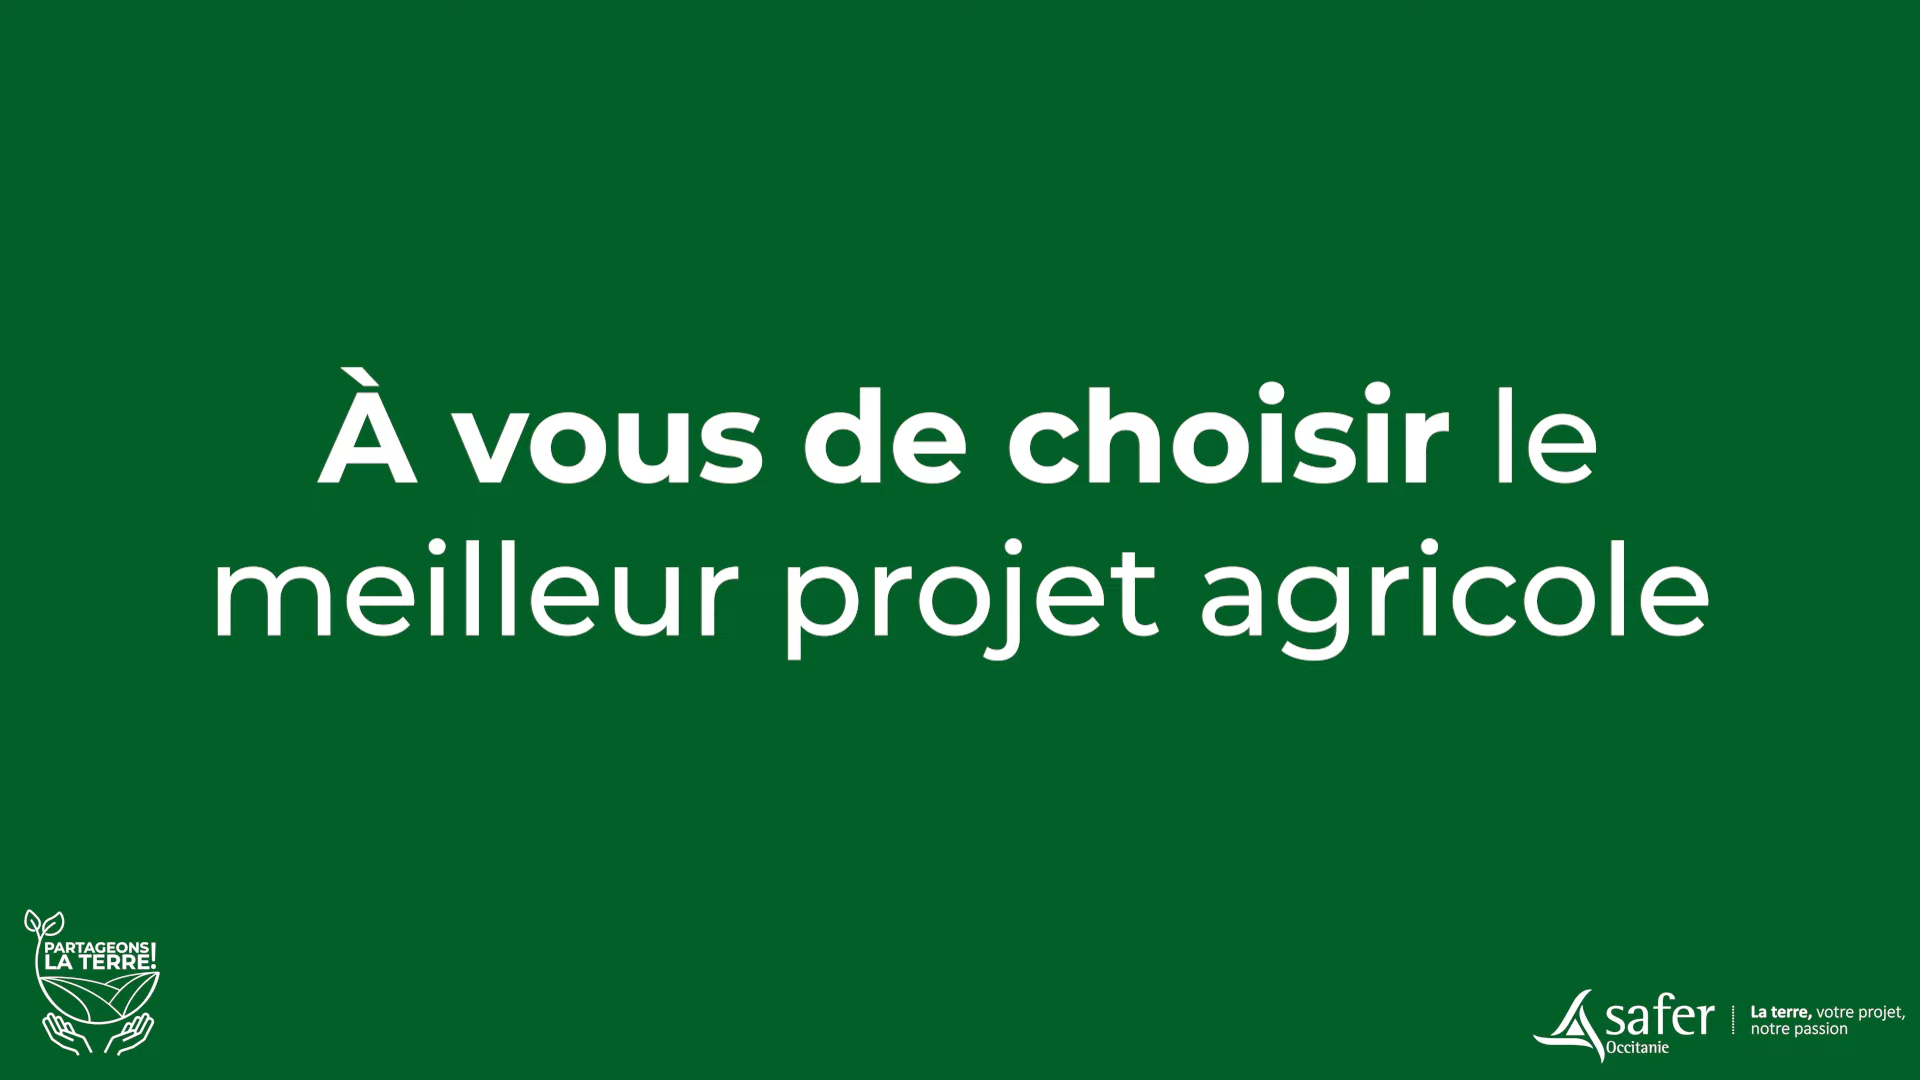 À vous de choisir le
meilleur projet agricole
PARTAGEONS
LA TERRE!
safer
Occitanie
La terre, votre projet,
notre passion